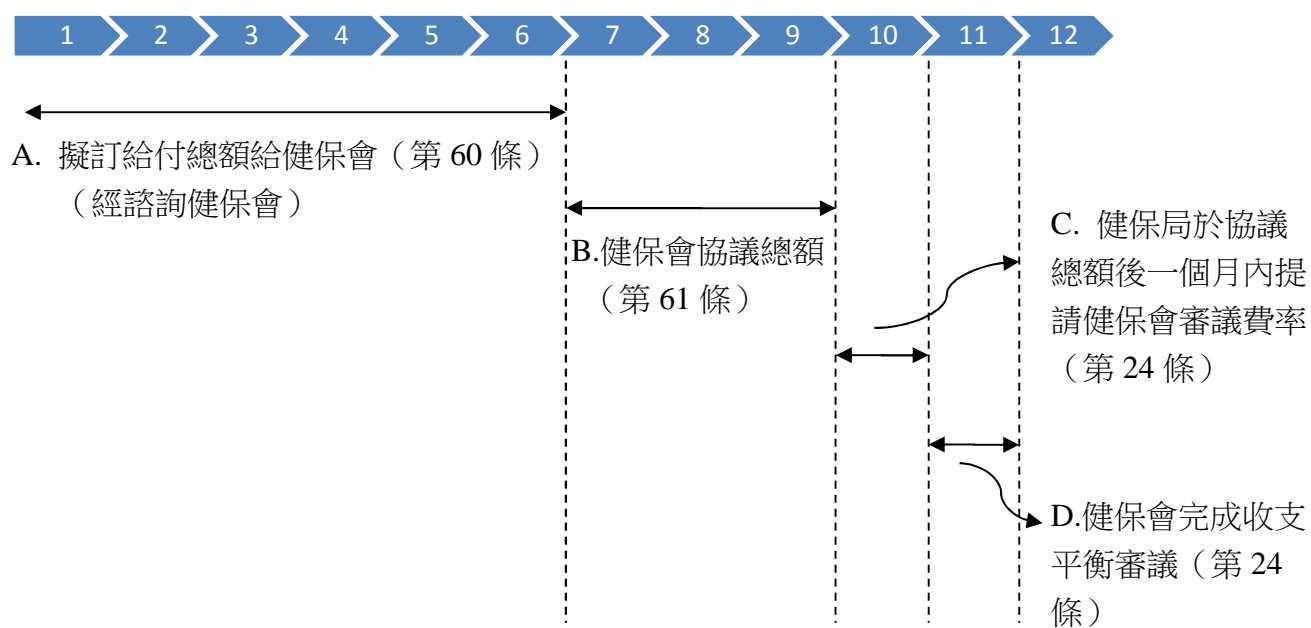 1 2 3 4 5 6 7 8 9 10 11 12
A. 擬訂給付總額給健保會（第 60 條）
（經諮詢健保會）
B.健保會協議總額
（第 61 條）
C. 健保局於協議
總額後一個月內提
請健保會審議費率
（第 24 條）
D.健保會完成收支
平衡審議（第 24
條）